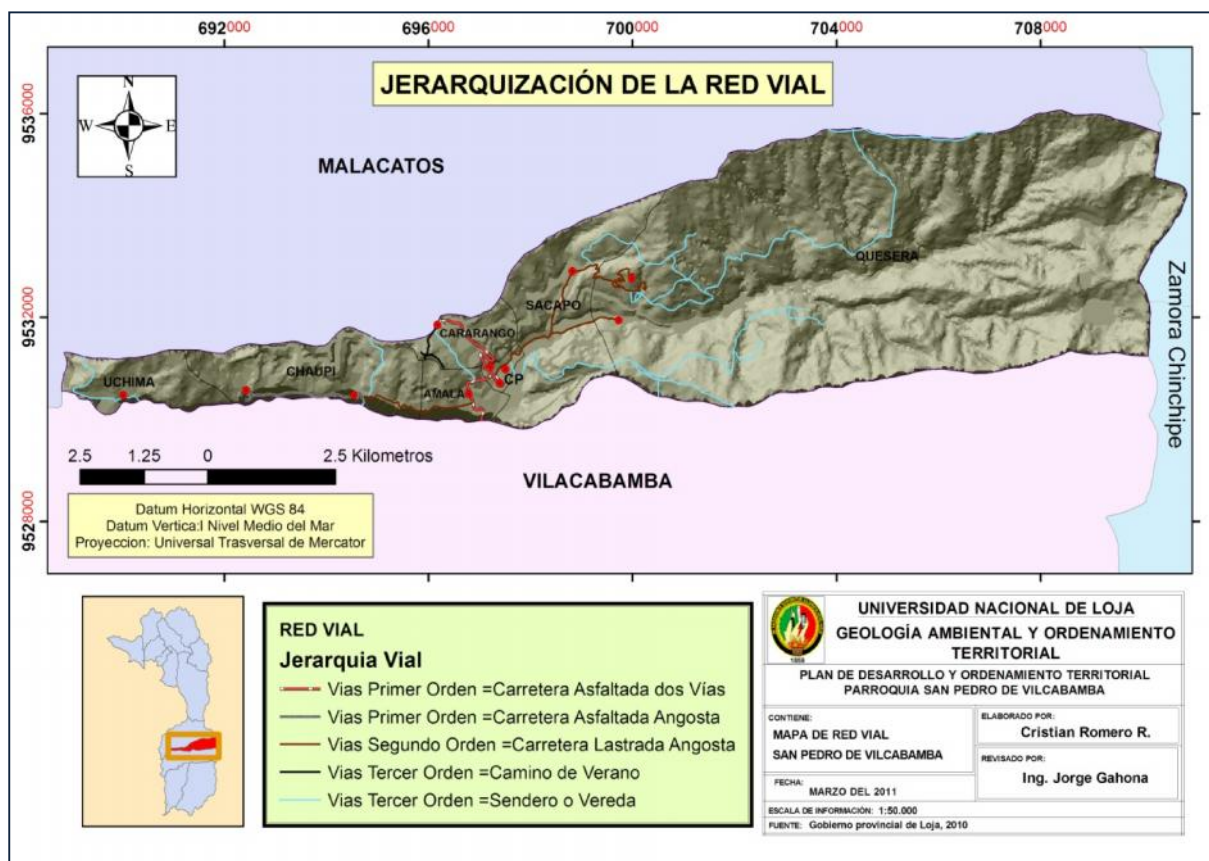 692000 696000 700000 704000 708000
JERARQUIZACIÓN DE LA RED VIAL
N
W E
S
9536000
9532000
9528000
9536000
9532000
9528000
MALACATOS
QUESERA
SACAPO
CARARANGO
CHAUPI
UCHIMA
AMALA
CP
Zamora Chinchipe
VILACABAMBA
2.5 1.25 0 2.5 Kilometros
Datum Horizontal WGS 84
Datum Vertica:l Nivel Medio del Mar
Proyeccion: Universal Trasversal de Mercator
RED VIAL
Jerarquia Vial
Vias Primer Orden =Carretera Asfaltada dos Vías
Vias Primer Orden =Carretera Asfaltada Angosta
Vias Segundo Orden =Carretera Lastrada Angosta
Vias Tercer Orden =Camino de Verano
Vias Tercer Orden =Sendero o Vereda
1859
UNIVERSIDAD NACIONAL DE LOJA
GEOLOGÍA AMBIENTAL Y ORDENAMIENTO
TERRITORIAL
PLAN DE DESARROLLO Y ORDENAMIENTO TERRITORIAL
PARROQUIA SAN PEDRO DE VILCABAMBA
CONTIENE:
MAPA DE RED VIAL
SAN PEDRO DE VILCABAMBA
ELABORADO POR:
Cristian Romero R.
REVISADO POR:
Ing. Jorge Gahona
FECHA:
MARZO DEL 2011
ESCALA DE INFORMACIÓN: 1:50.000
FUENTE: Gobierno provincial de Loja, 2010